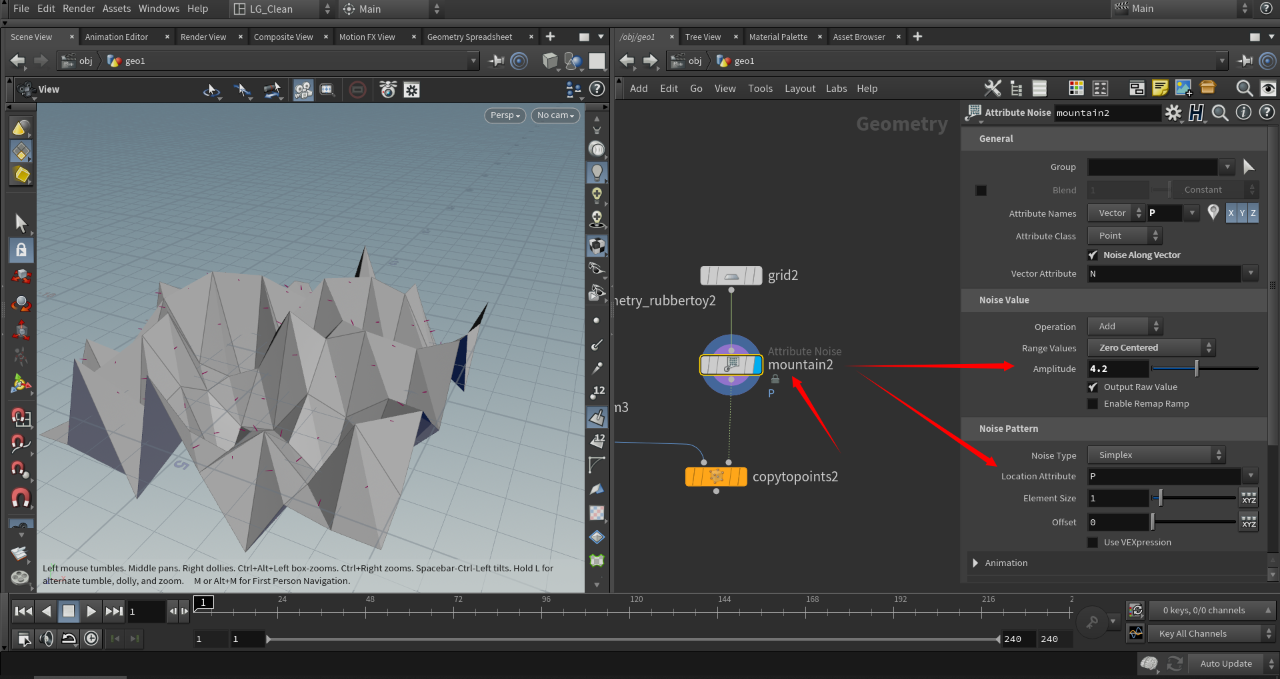 File Edit Render Assets Windows Help LG_Clean Main Main
Scene View × Animation Editor × Render View × Composite View × Motion FX View × Geometry Spreadsheet × +
/obj/geo1 × Tree View × Material Palette × Asset Browser × +
obj geo1
obj geo1
View
Add Edit Go View Tools Layout Labs Help
Persp No cam
Geometry
Attribute Noise mountain2
General
Group
Blend 1 Constant
Attribute Names Vector P X Y Z
Attribute Class Point
Noise Along Vector
Vector Attribute N
Noise Value
Operation Add
Range Values Zero Centered
Amplitude 4.2
Output Raw Value
Enable Remap Ramp
Noise Pattern
Noise Type Simplex
Location Attribute P
Element Size 1 XYZ
Offset 0 XYZ
Use VEXpression
Animation
grid2
metry_rubbertoy2
Attribute Noise
mountain2
P
m3
copytopoints2
12
12
5
Left mouse tumbles. Middle pans. Right dollies. Ctrl+Alt+Left box-zooms. Ctrl+Right zooms. Spacebar-Ctrl-Left tilts. Hold L for
alternate tumble, dolly, and zoom. M or Alt+M for First Person Navigation.
1 1 24 48 72 96 120 144 168 192 216 2
0 keys, 0/0 channels
1 1 240 240
Key All Channels
Auto Update